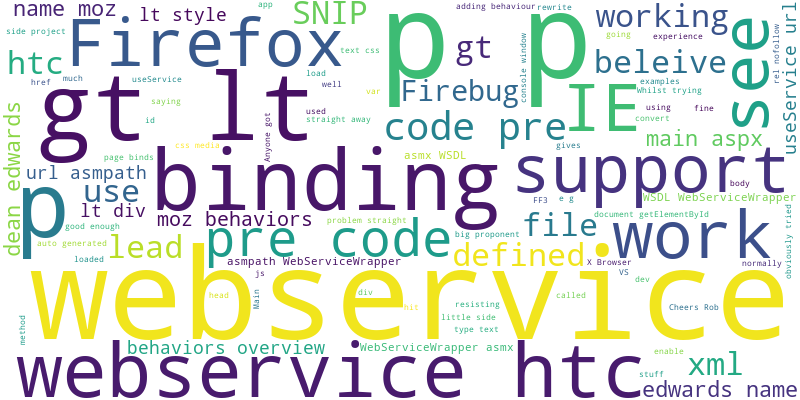 name moz
lt style
app
SNIP
adding behaviour
rewrite
working
useService url
side project
Firefox
p
p
gt
going
experience
see
rel nofollow
htc
text css
console window
beleive
href
much
useService
load
well
Firebug
IE
examples
Whilst trying
gt lt
saying
used
var
using
fine
dean edwards
id
straight away
code pre
convert
main aspx
Anyone got
gives
page binds
css media
asmx WSDL
support
url asmpath
binding
body
p
use
FF3
e g
WSDL WebServiceWrapper
lt div
moz behaviors
problem straight
document getElementById
good enough
file
work
obviously tried
auto generated
lead
pre code
big proponent
defined
loaded
asmpath WebServiceWrapper
X Browser
normally
js
VS
dev
webservice
method
head
Main
div
hit
resisting
called
little side
Cheers Rob
type text
behaviors overview
WebServiceWrapper asmx
enable
webservice htc
stuff
xml
edwards name